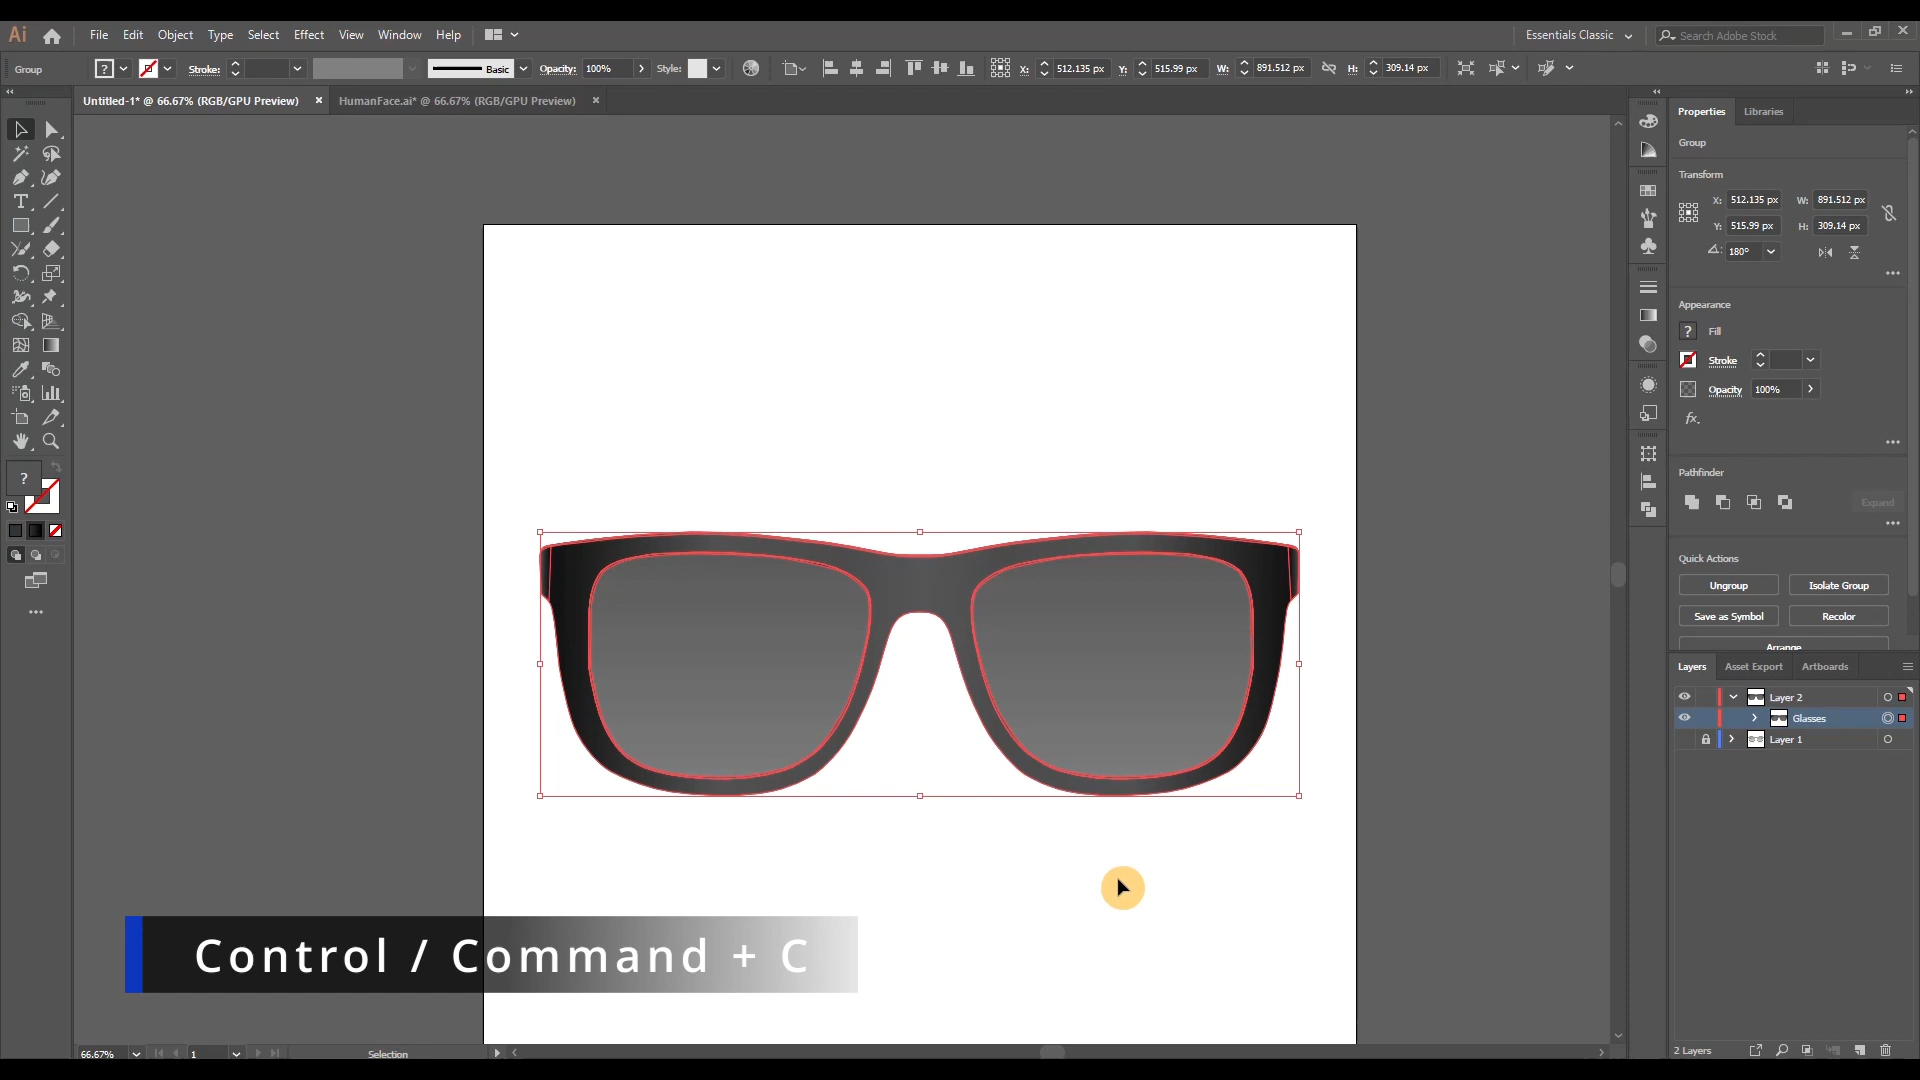 Ai File Edit Object Type Select Effect View Window Help Essentials Classic Search Adobe Stock
Group ? Stroke: Basic Opacity: 100% Style: X: 512.135 px Y: 515.99 px W: 891.512 px H: 309.14 px
Untitled-1* @ 66.67% (RGB/GPU Preview) × HumanFace.ai* @ 66.67% (RGB/GPU Preview) ×
Properties Libraries
Group
Transform
X: 512.135 px W: 891.512 px
Y: 515.99 px H: 309.14 px
180°
Appearance
? Fill
Stroke
Opacity 100%
fx.
Pathfinder
Expand
Quick Actions
Ungroup Isolate Group
Save as Symbol Recolor
Arrange
Layers Asset Export Artboards
Layer 2
Glasses
Layer 1
?
Control / Command + C
66.67% 1 Selection
2 Layers